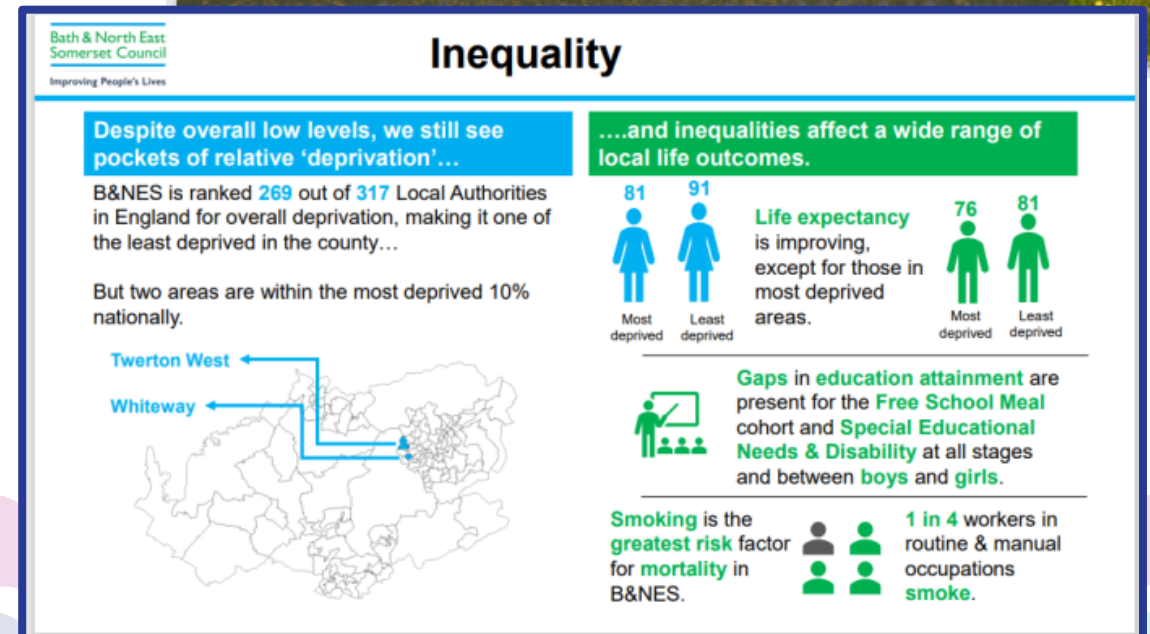 Bath & North East
Somerset Council
Improving People's Lives
Inequality
Despite overall low levels, we still see
pockets of relative 'deprivation'...
B&NES is ranked 269 out of 317 Local Authorities
in England for overall deprivation, making it one of
the least deprived in the county...
But two areas are within the most deprived 10%
nationally.
Twerton West
Whiteway
....and inequalities affect a wide range of
local life outcomes.
81
91
Most
deprived
Least
deprived
Life expectancy
is improving,
except for those in
most deprived
areas.
76
81
Most
deprived
Least
deprived
Gaps in education attainment are
present for the Free School Meal
cohort and Special Educational
Needs & Disability at all stages
and between boys and girls.
Smoking is the
greatest risk factor
for mortality in
B&NES.
1 in 4 workers in
routine & manual
occupations
smoke.